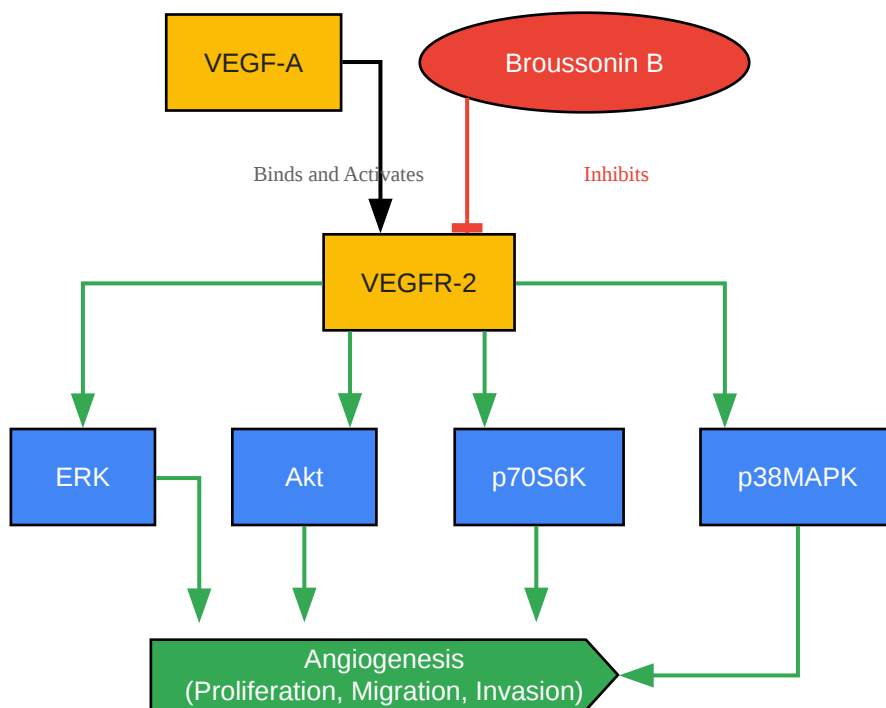 VEGF-A
Broussonin B
Binds and Activates
Inhibits
VEGFR-2
ERK
Akt
p70S6K
p38MAPK
Angiogenesis
(Proliferation, Migration, Invasion)